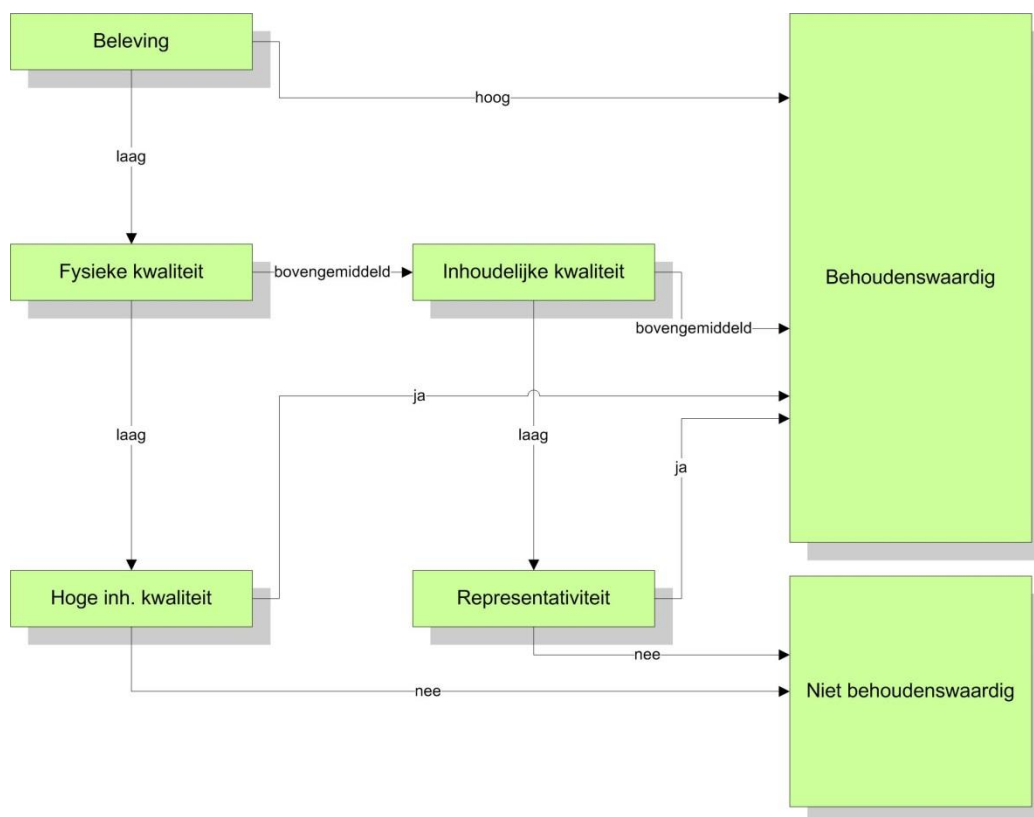 Beleving
hoog
laag
Fysieke kwaliteit
bovengemiddeld
Inhoudelijke kwaliteit
Behoudenswaardig
bovengemiddeld
ja
laag
laag
ja
Hoge inh. kwaliteit
Representativiteit
nee
nee
Niet behoudenswaardig